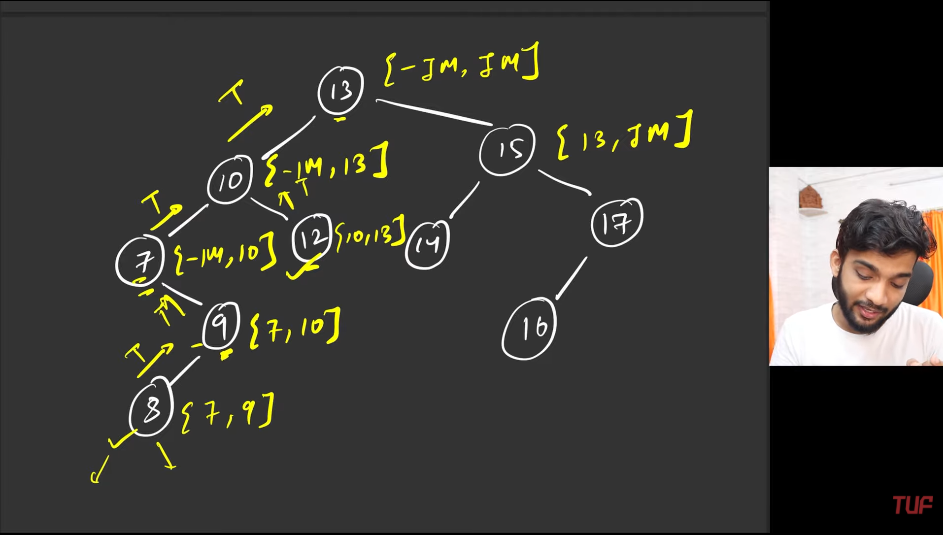 13 [-IM, IM]
T
15 [13, IM]
10 [-IM, 13]
T
T
7 [-IM, 10]
12 [10, 13]
14
17
T
9 [7, 10]
16
T
8 [7, 9]
TUF